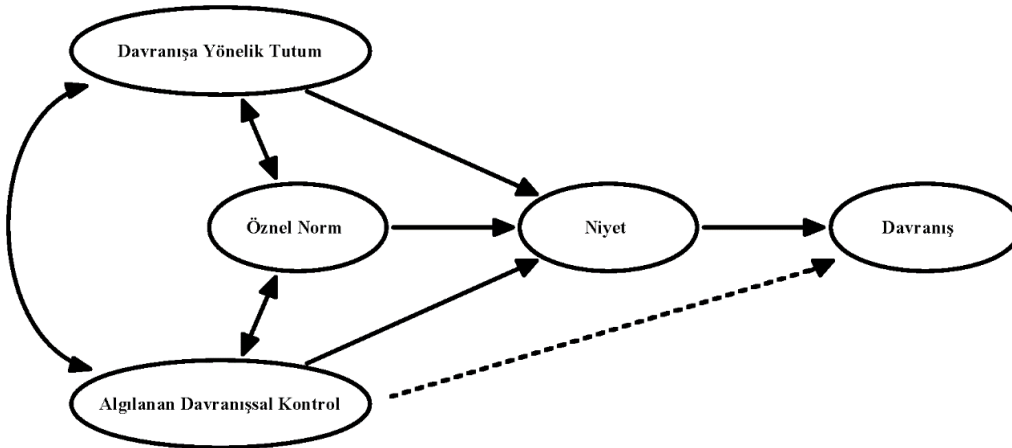 Davranışa Yönelik Tutum
Öznel Norm
Niyet
Davranış
Algılanan Davranışsal Kontrol